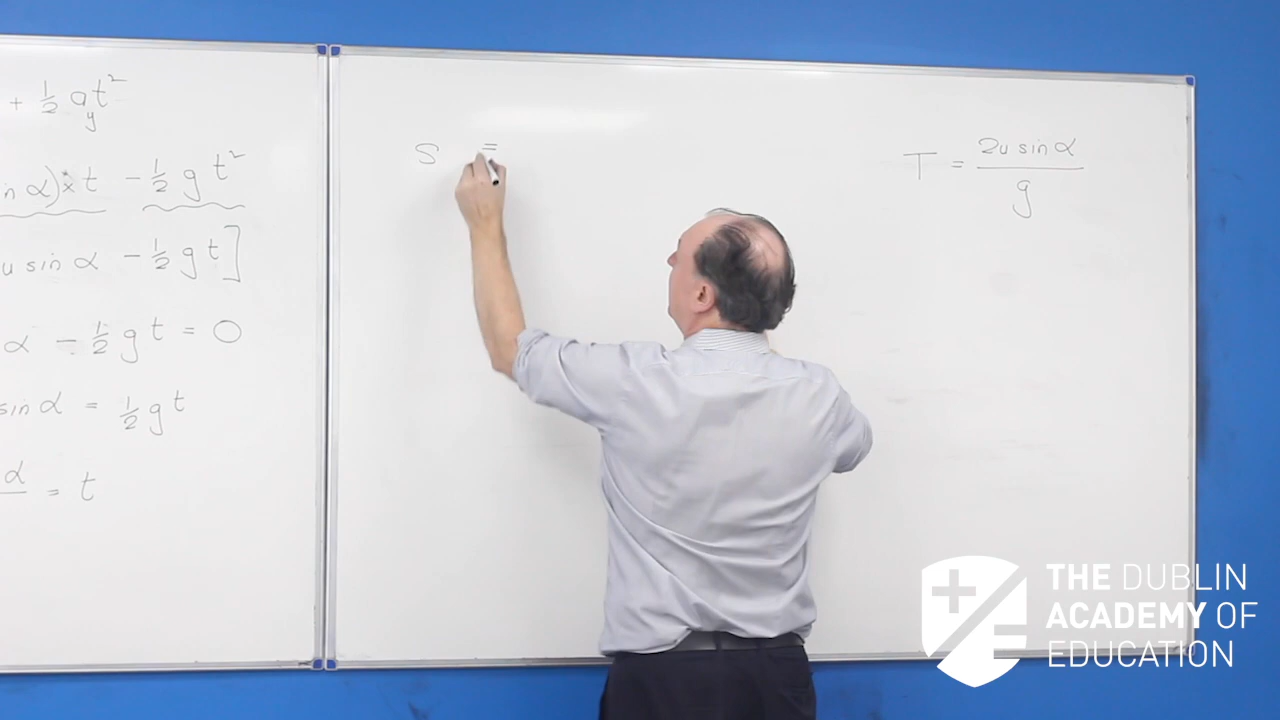 + ½ a_y t²
n α) × t − ½ g t²
u sin α − ½ g t]
α − ½ g t = 0
sin α = ½ g t
α = t
S =
T = 2u sin α / g
THE DUBLIN
ACADEMY OF
EDUCATION